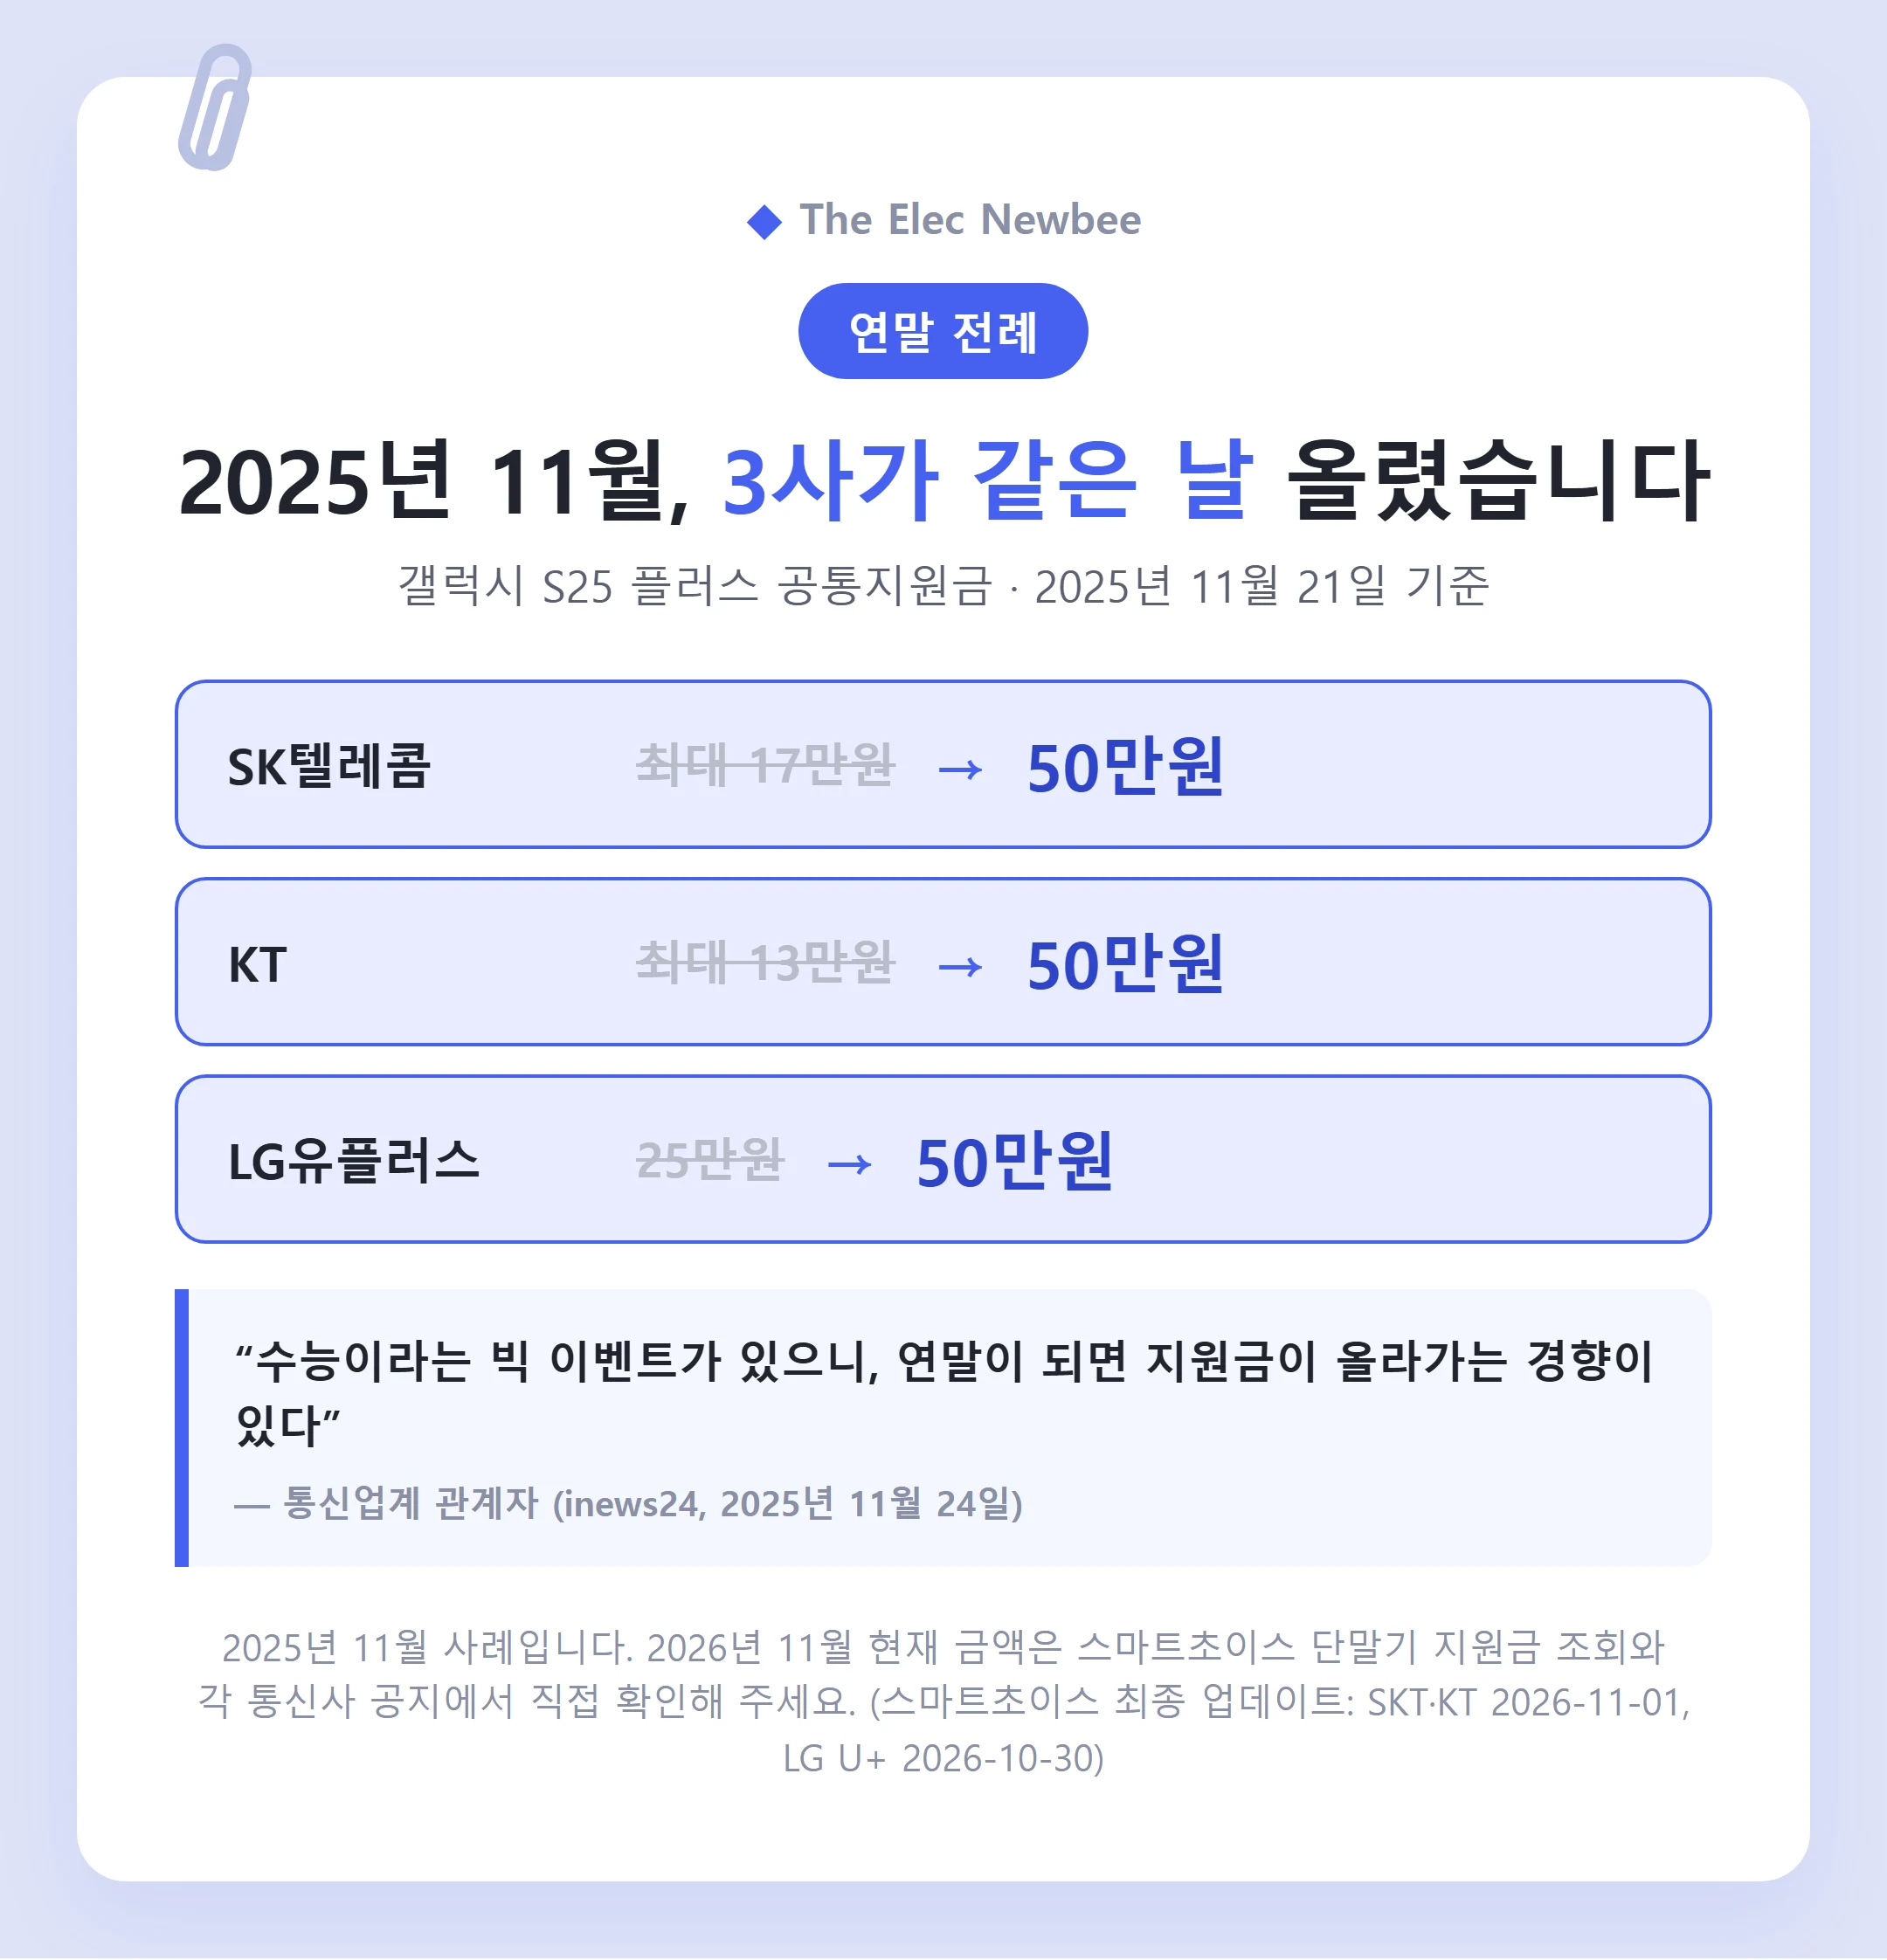 ◆ The Elec Newbee
연말 전례
2025년 11월, 3사가 같은 날 올렸습니다
갤럭시 S25 플러스 공통지원금 · 2025년 11월 21일 기준
SK텔레콤 최대 17만원 → 50만원
KT 최대 13만원 → 50만원
LG유플러스 25만원 → 50만원
“수능이라는 빅 이벤트가 있으니, 연말이 되면 지원금이 올라가는 경향이
있다”
— 통신업계 관계자 (inews24, 2025년 11월 24일)
2025년 11월 사례입니다. 2026년 11월 현재 금액은 스마트초이스 단말기 지원금 조회와
각 통신사 공지에서 직접 확인해 주세요. (스마트초이스 최종 업데이트: SKT·KT 2026-11-01,
LG U+ 2026-10-30)